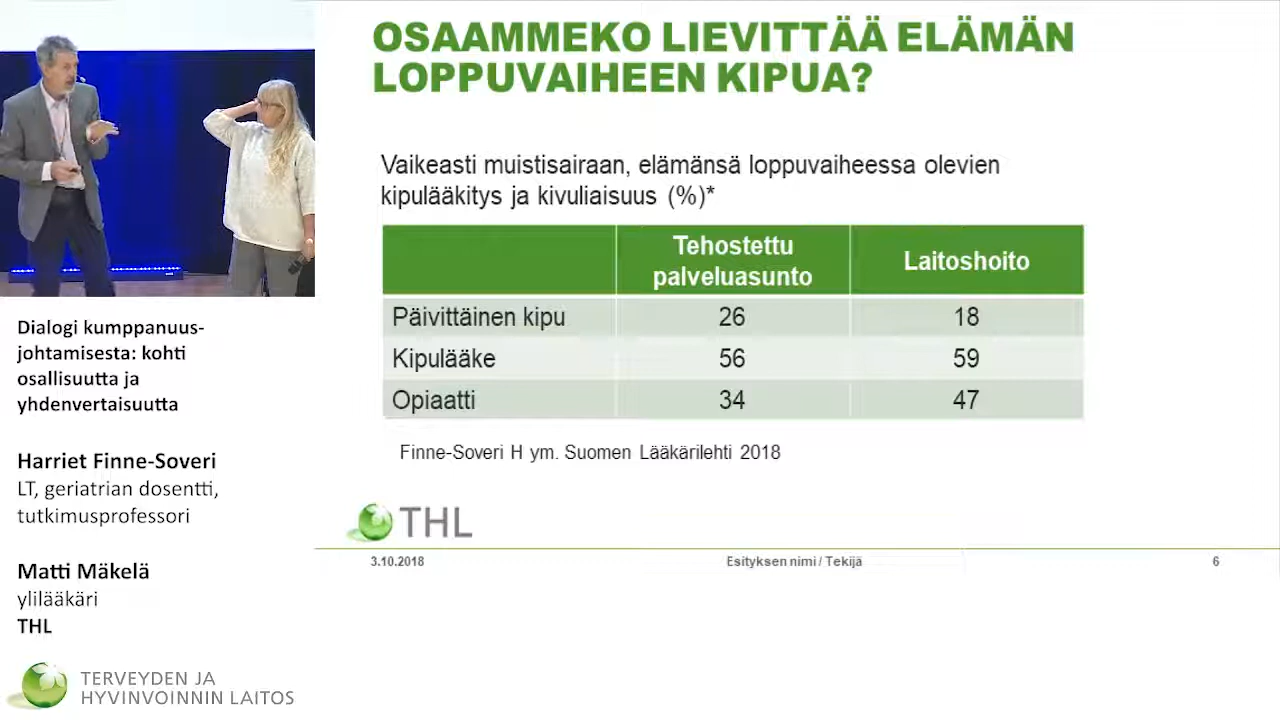 OSAAMMEKO LIEVITTÄÄ ELÄMÄN
LOPPUVAIHEEN KIPUA?
Vaikeasti muistisairaan, elämänsä loppuvaiheessa olevien
kipulääkitys ja kivuliaisuus (%)*
Tehostettu palveluasunto Laitoshoito
Päivittäinen kipu 26 18
Kipulääke 56 59
Opiaatti 34 47
Finne-Soveri H ym. Suomen Lääkärilehti 2018
THL
3.10.2018 Esityksen nimi / Tekijä 6
Dialogi kumppanuus-
johtamisesta: kohti
osallisuutta ja
yhdenvertaisuutta
Harriet Finne-Soveri
LT, geriatrian dosentti,
tutkimusprofessori
Matti Mäkelä
ylilääkäri
THL
TERVEYDEN JA
HYVINVOINNIN LAITOS